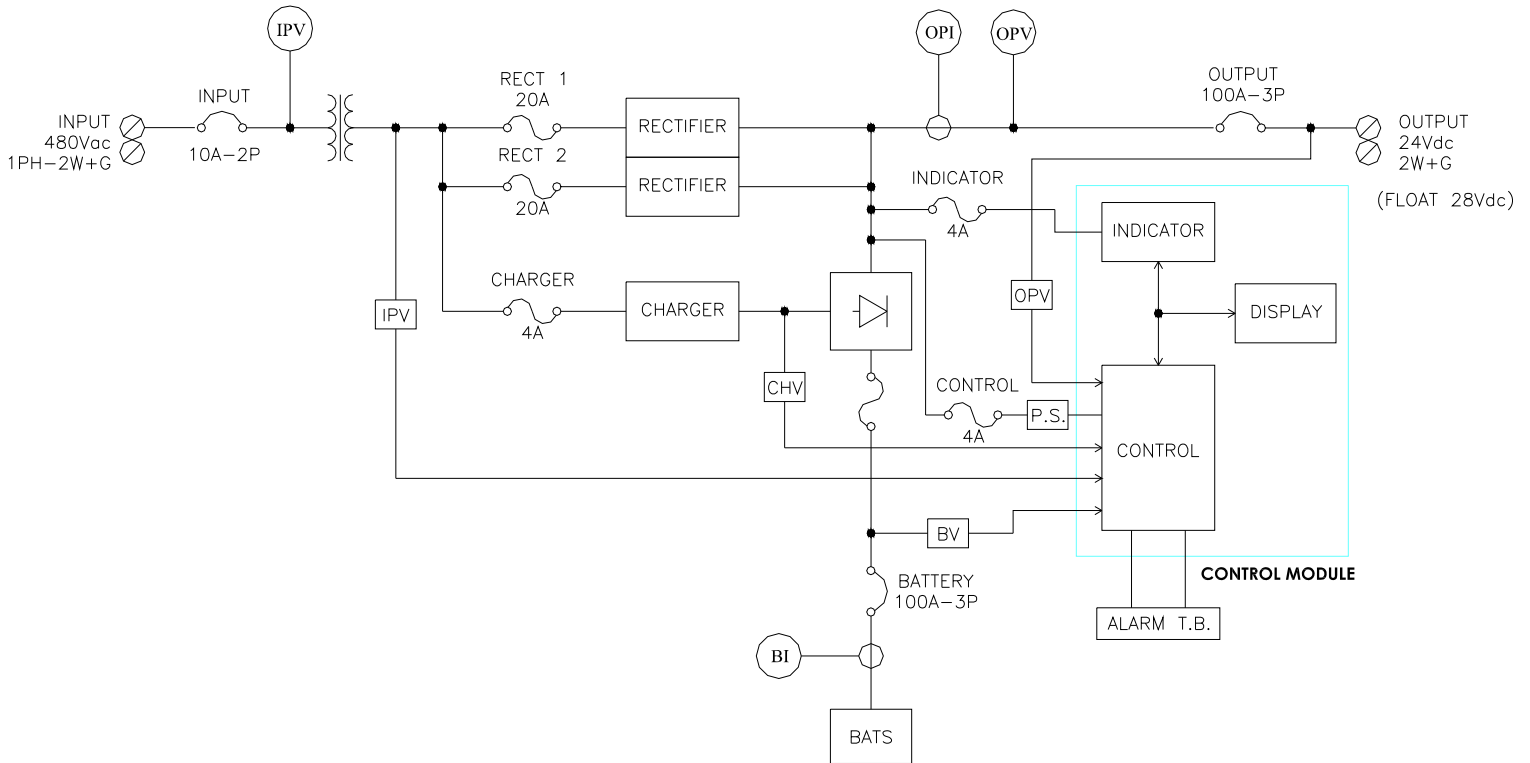 IPV
OPI
OPV
INPUT
10A-2P
INPUT
480Vac
1PH-2W+G
RECT 1
20A
RECTIFIER
RECT 2
20A
RECTIFIER
OUTPUT
100A-3P
OUTPUT
24Vdc
2W+G
(FLOAT 28Vdc)
INDICATOR
4A
INDICATOR
CHARGER
4A
CHARGER
IPV
OPV
DISPLAY
CHV
CONTROL
4A
P.S.
CONTROL
BV
CONTROL MODULE
BATTERY
100A-3P
ALARM T.B.
BI
BATS